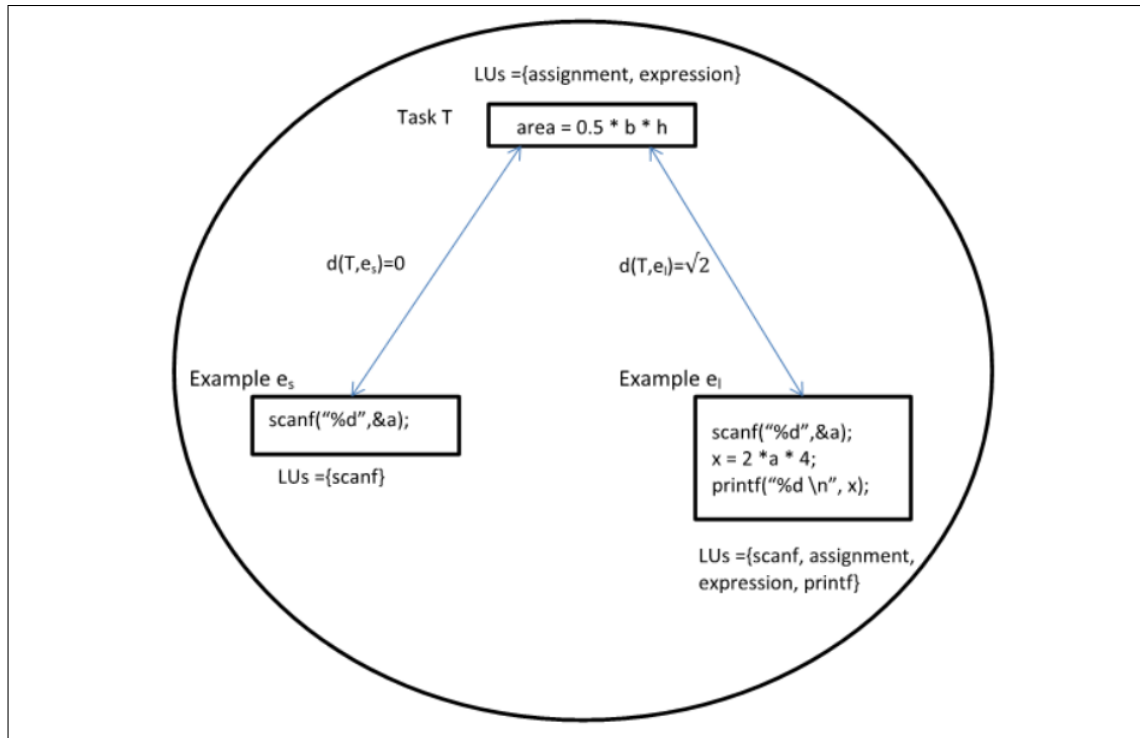 LUs ={assignment, expression}
Task T
area = 0.5 * b * h
d(T,eₛ)=0
d(T,eₗ)=√2
Example eₛ
Example eₗ
scanf(“%d”,&a);
LUs ={scanf}
scanf(“%d”,&a);
x = 2 *a * 4;
printf(“%d \n”, x);
LUs ={scanf, assignment,
expression, printf}